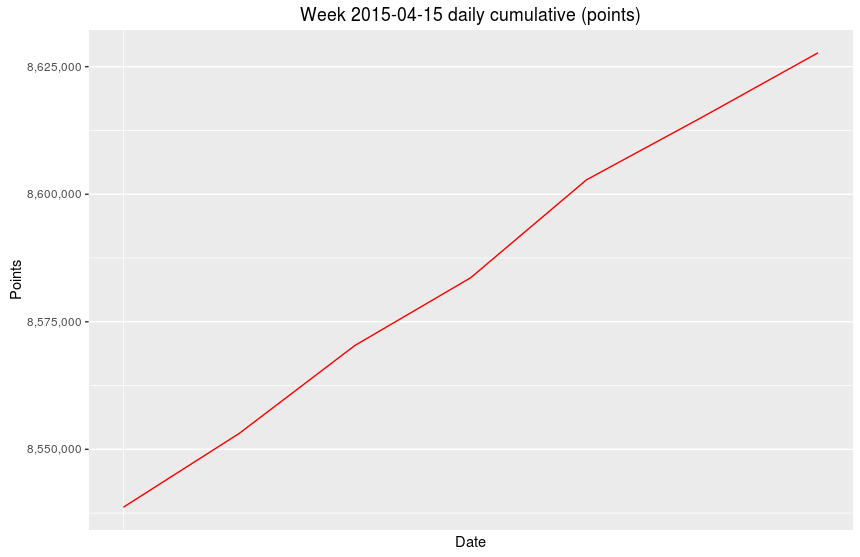 Week 2015-04-15 daily cumulative (points)
8,625,000
8,600,000
8,575,000
8,550,000
Points
Date